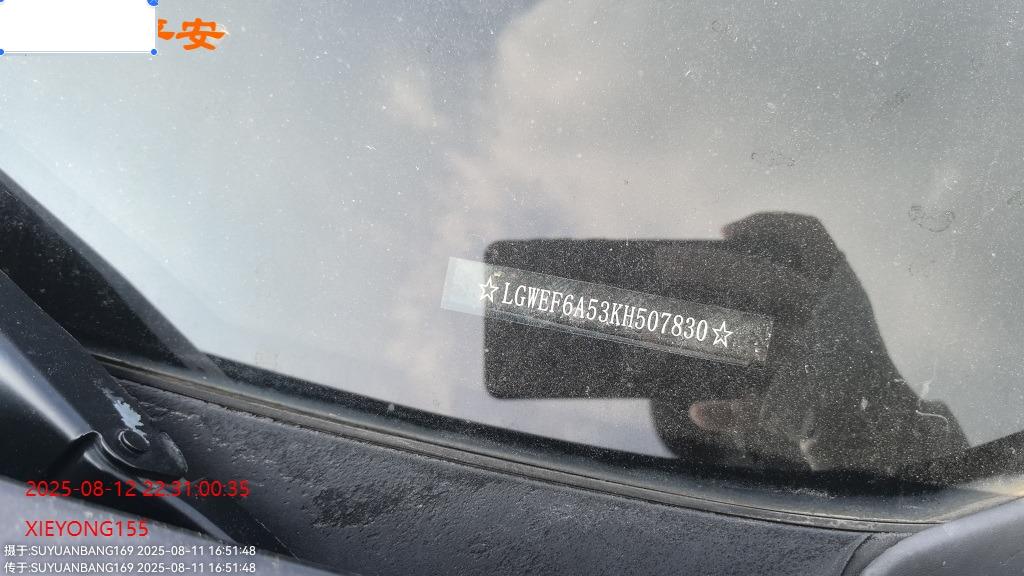 平安
☆LGWEF6A53KH507830☆
2025-08-12 22:31:00:35
XIEYONG155
摄于:SUYUANBANG169 2025-08-11 16:51:48
传于:SUYUANBANG169 2025-08-11 16:51:48